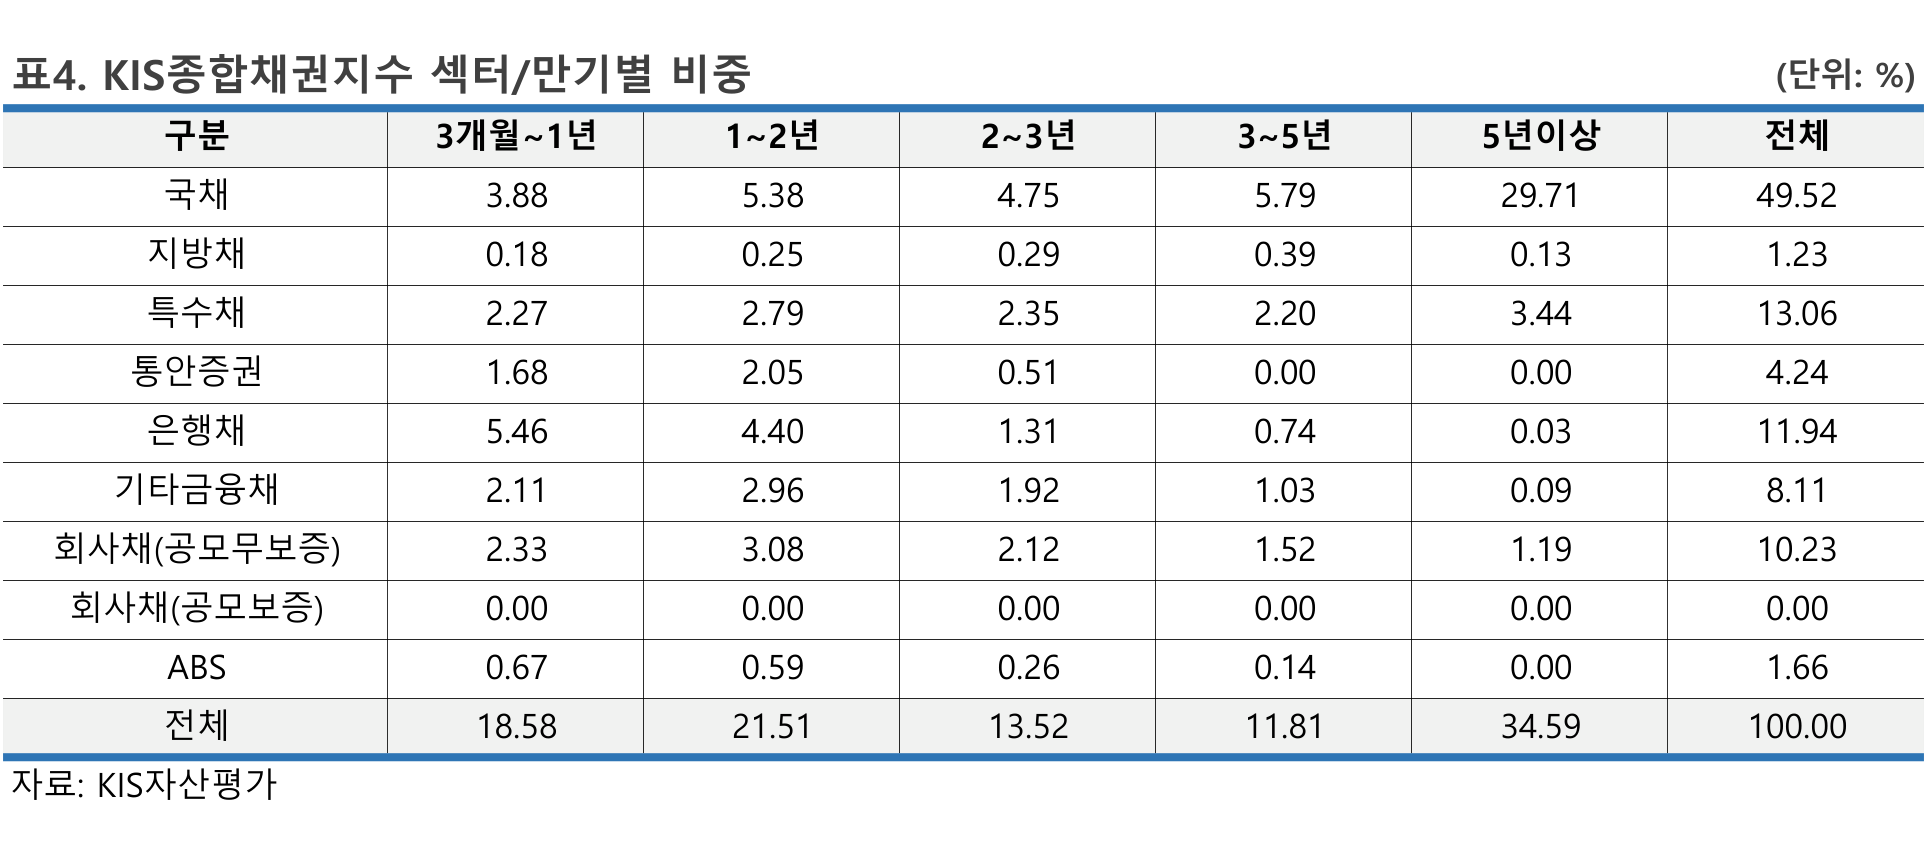 표4. KIS종합채권지수 섹터/만기별 비중 (단위: %)
구분 3개월~1년 1~2년 2~3년 3~5년 5년이상 전체
국채 3.88 5.38 4.75 5.79 29.71 49.52
지방채 0.18 0.25 0.29 0.39 0.13 1.23
특수채 2.27 2.79 2.35 2.20 3.44 13.06
통안증권 1.68 2.05 0.51 0.00 0.00 4.24
은행채 5.46 4.40 1.31 0.74 0.03 11.94
기타금융채 2.11 2.96 1.92 1.03 0.09 8.11
회사채(공모무보증) 2.33 3.08 2.12 1.52 1.19 10.23
회사채(공모보증) 0.00 0.00 0.00 0.00 0.00 0.00
ABS 0.67 0.59 0.26 0.14 0.00 1.66
전체 18.58 21.51 13.52 11.81 34.59 100.00
자료: KIS자산평가